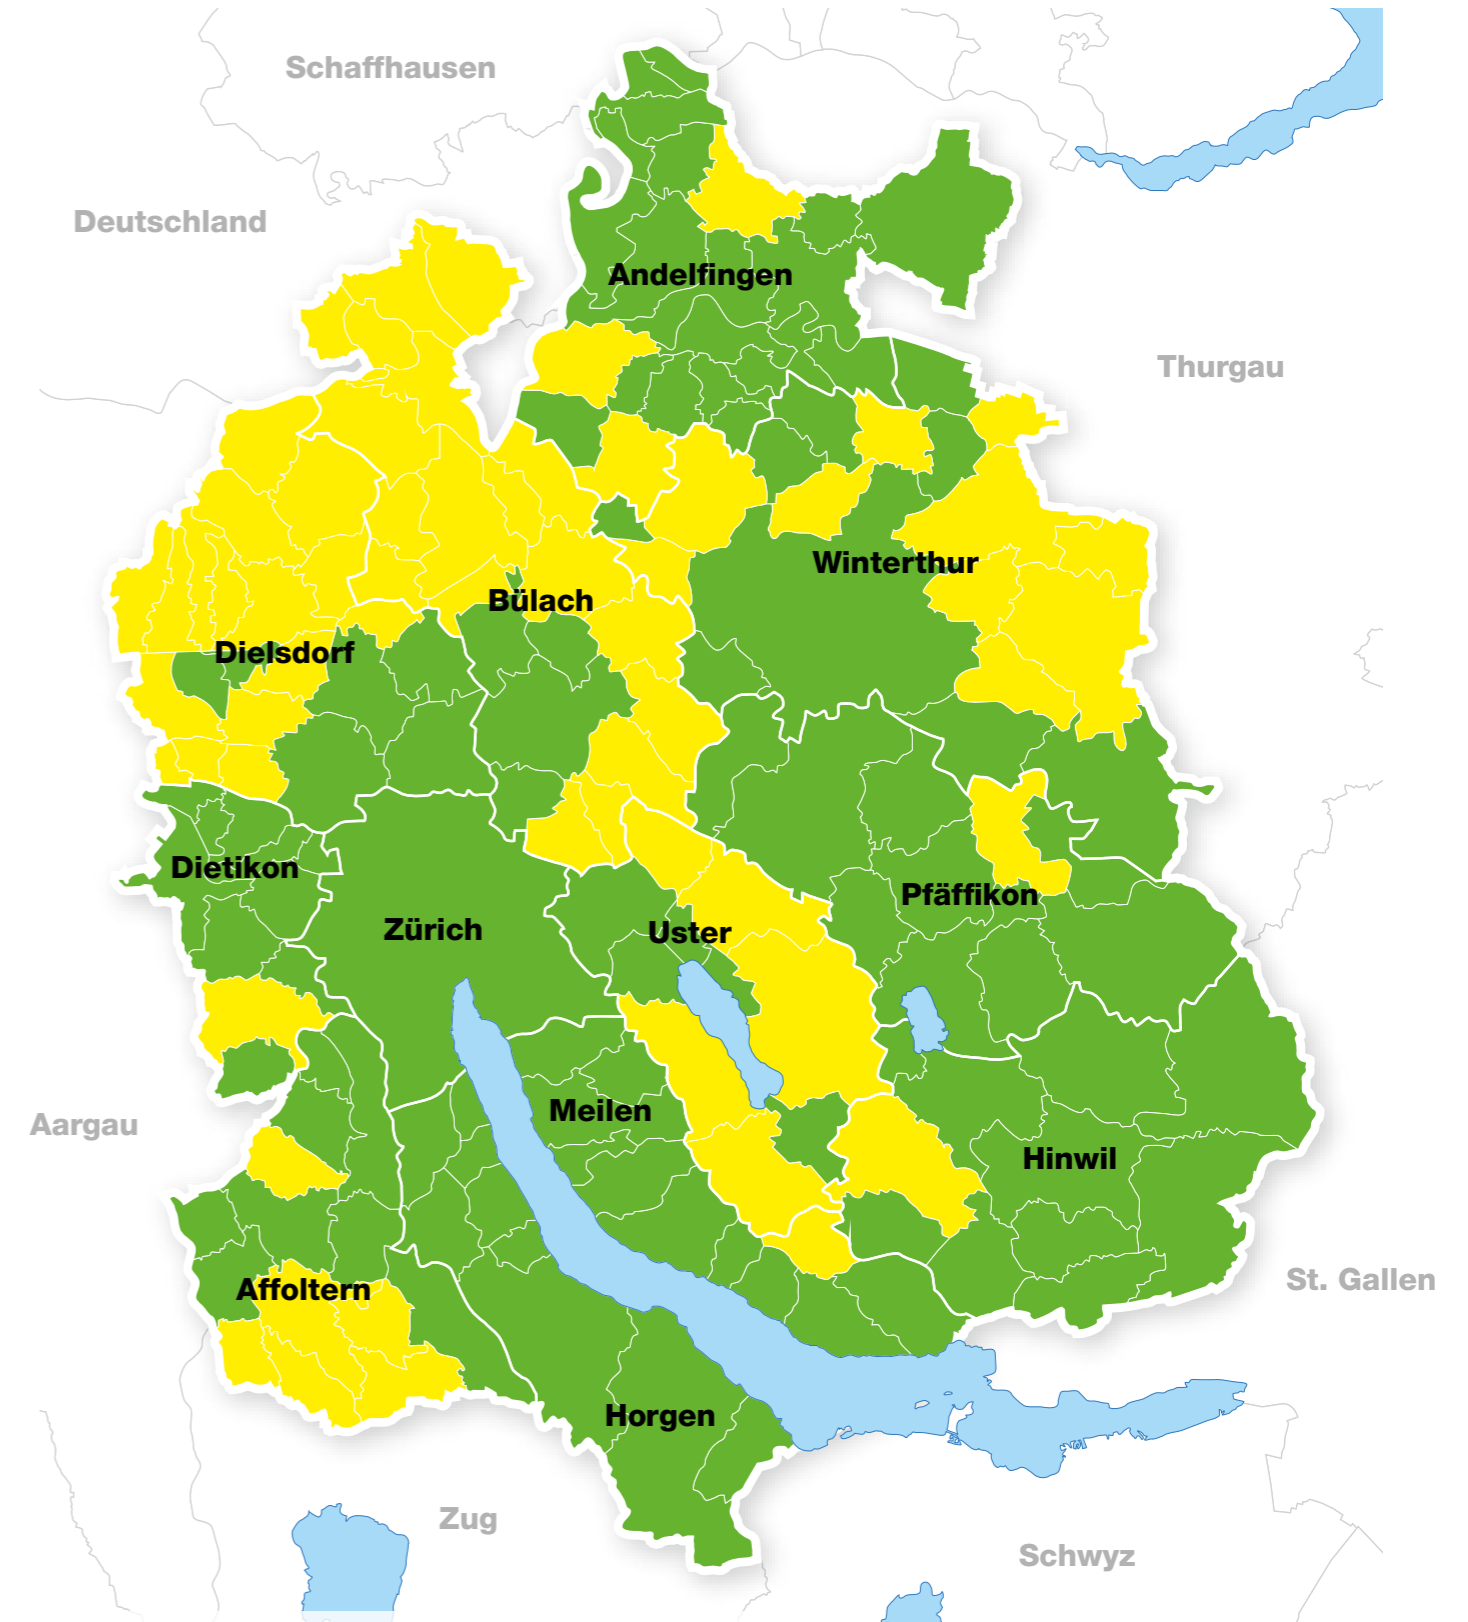 Schaffhausen
Deutschland
Andelfingen
Thurgau
Winterthur
Bülach
Dielsdorf
Dietikon
Pfäffikon
Zürich
Uster
Meilen
Aargau
Hinwil
St. Gallen
Affoltern
Horgen
Zug
Schwyz